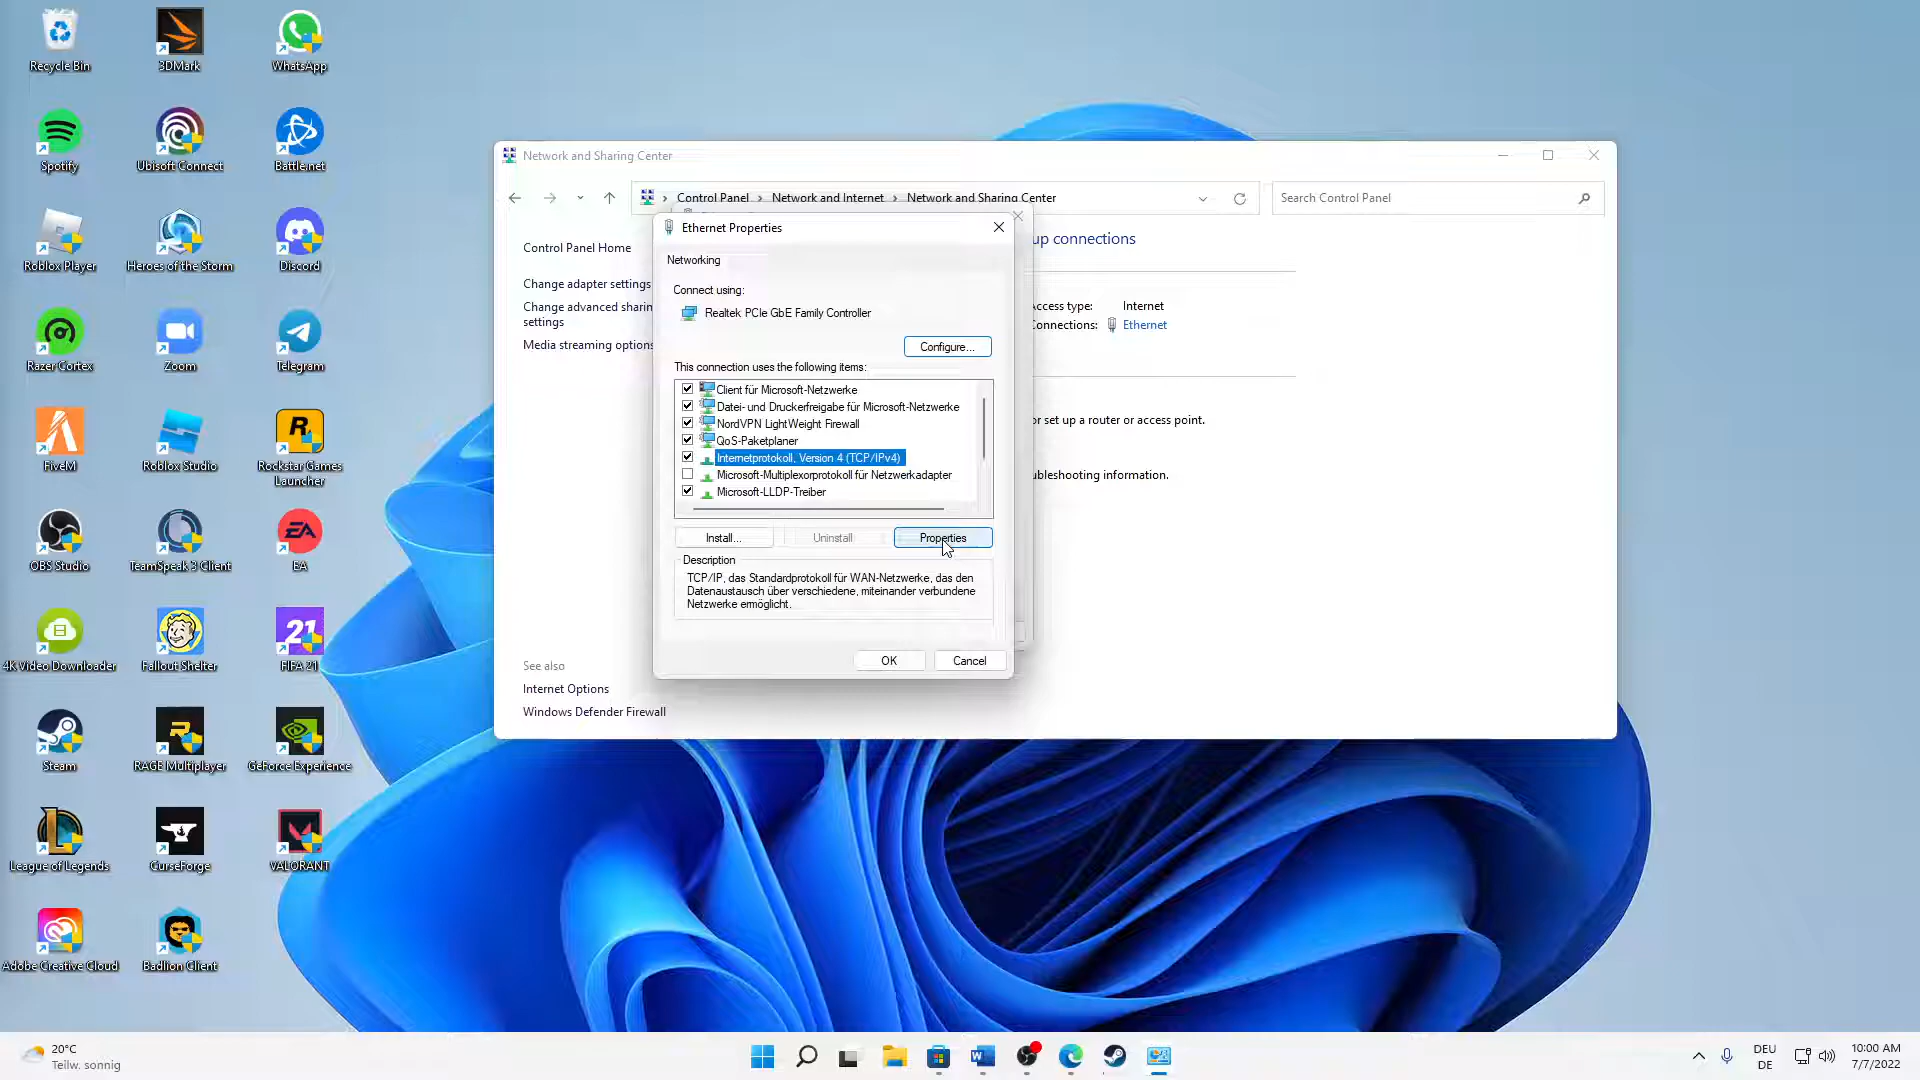 Recycle Bin
3DMark
WhatsApp
Spotify
Ubisoft Connect
Battle.net
Roblox Player
Heroes of the Storm
Discord
Razer Cortex
Zoom
Telegram
FiveM
Roblox Studio
Rockstar Games
Launcher
OBS Studio
TeamSpeak 3 Client
EA
4K Video Downloader
Fallout Shelter
FIFA 21
Steam
RAGE Multiplayer
GeForce Experience
League of Legends
CurseForge
VALORANT
Adobe Creative Cloud
Badlion Client
Network and Sharing Center
Control Panel > Network and Internet > Network and Sharing Center
Search Control Panel
Control Panel Home
Change adapter settings
Change advanced sharin
settings
Media streaming options
See also
Internet Options
Windows Defender Firewall
up connections
Access type: Internet
Connections: Ethernet
or set up a router or access point.
ubleshooting information.
Ethernet Properties
Networking
Connect using:
Realtek PCIe GbE Family Controller
Configure...
This connection uses the following items:
Client für Microsoft-Netzwerke
Datei- und Druckerfreigabe für Microsoft-Netzwerke
NordVPN LightWeight Firewall
QoS-Paketplaner
Internetprotokoll, Version 4 (TCP/IPv4)
Microsoft-Multiplexorprotokoll für Netzwerkadapter
Microsoft-LLDP-Treiber
Install...
Uninstall
Properties
Description
TCP/IP, das Standardprotokoll für WAN-Netzwerke, das den
Datenaustausch über verschiedene, miteinander verbundene
Netzwerke ermöglicht.
OK
Cancel
20°C
Teilw. sonnig
DEU
DE
10:00 AM
7/7/2022